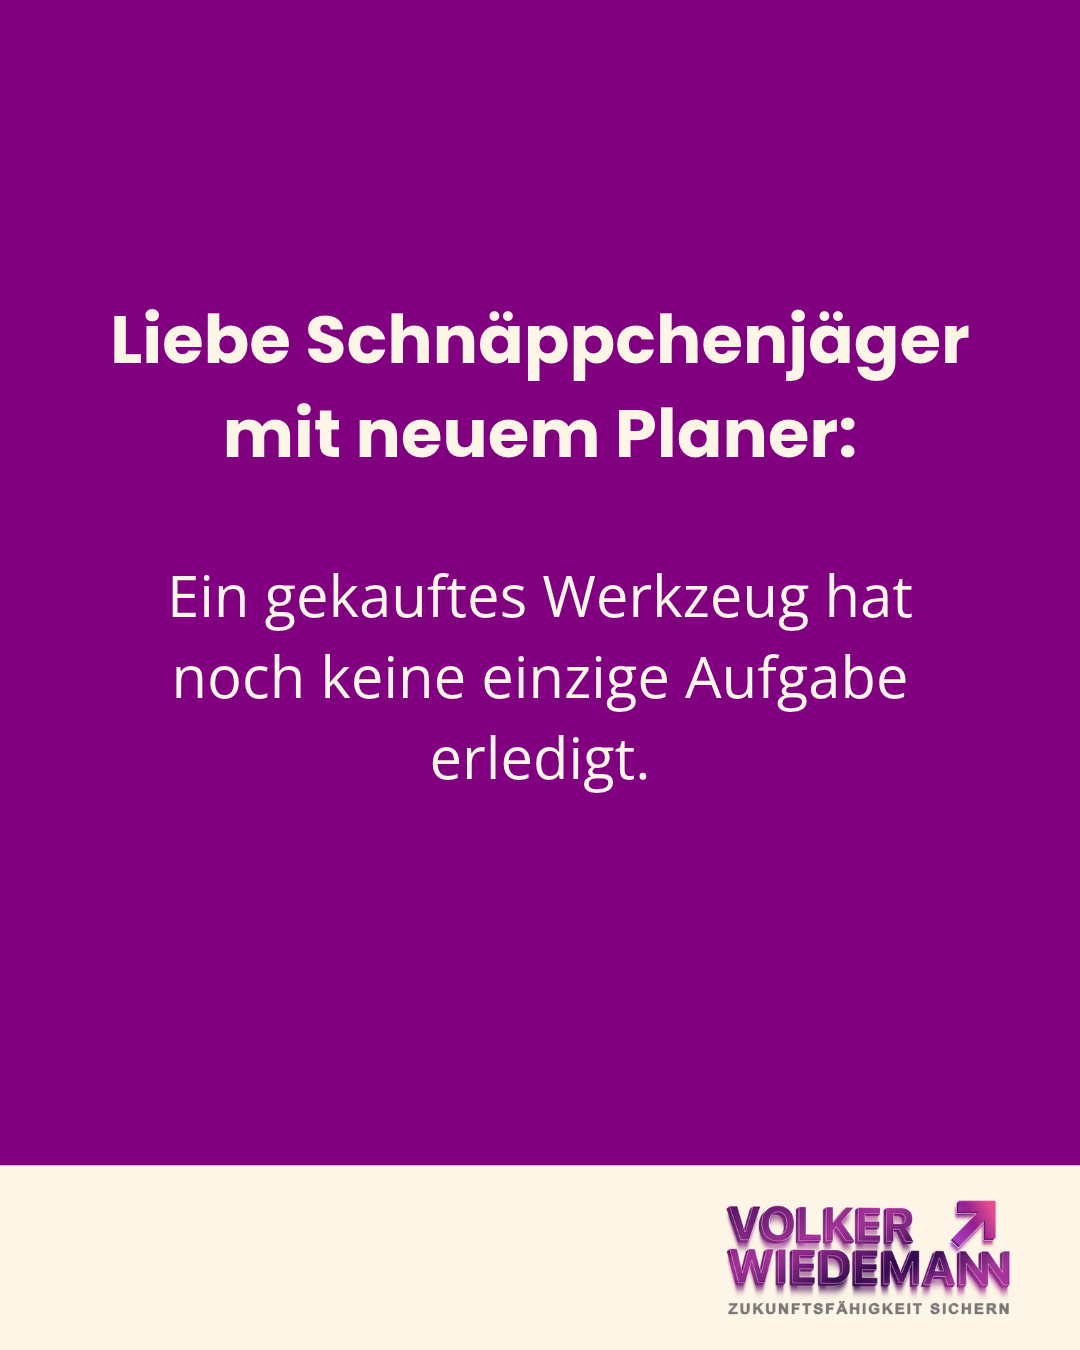 Liebe Schnäppchenjäger
mit neuem Planer:
Ein gekauftes Werkzeug hat
noch keine einzige Aufgabe
erledigt.
VOLKER
WIEDEMANN
ZUKUNFTSFÄHIGKEIT SICHERN